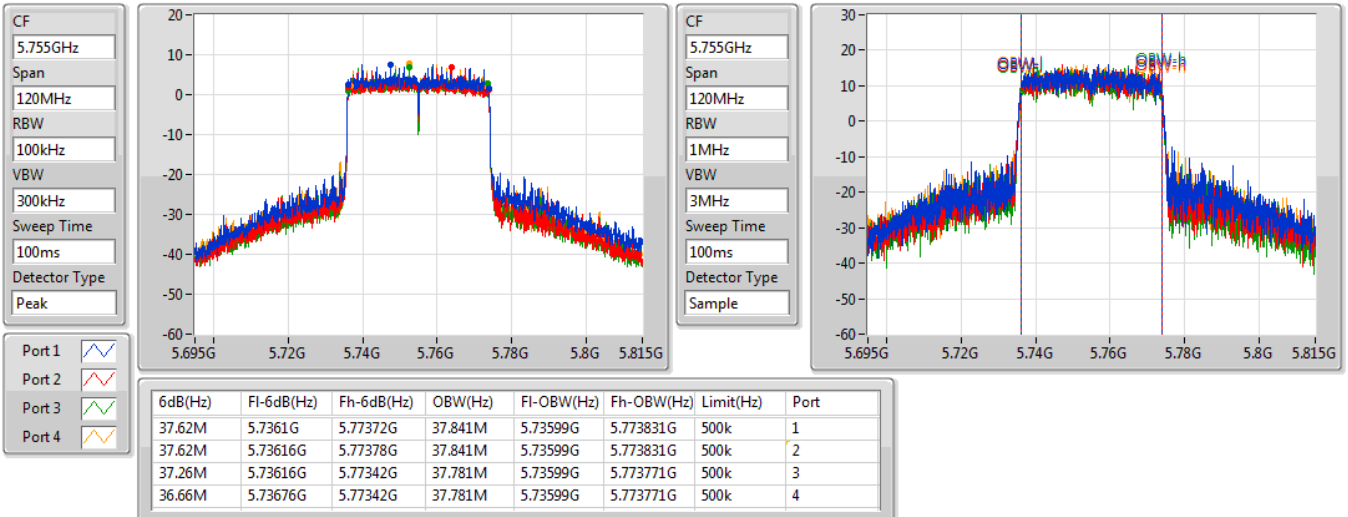 CF
5.755GHz
Span
120MHz
RBW
100kHz
VBW
300kHz
Sweep Time
100ms
Detector Type
Peak
20
10
0
-10
-20
-30
-40
-50
-60
5.695G 5.72G 5.74G 5.76G 5.78G 5.8G 5.815G
CF
5.755GHz
Span
120MHz
RBW
1MHz
VBW
3MHz
Sweep Time
100ms
Detector Type
Sample
30
20
10
0
-10
-20
-30
-40
-50
-60
OBW-l OBW-h
5.695G 5.72G 5.74G 5.76G 5.78G 5.8G 5.815G
Port 1
Port 2
Port 3
Port 4
6dB(Hz) Fl-6dB(Hz) Fh-6dB(Hz) OBW(Hz) Fl-OBW(Hz) Fh-OBW(Hz) Limit(Hz) Port
37.62M 5.7361G 5.77372G 37.841M 5.73599G 5.773831G 500k 1
37.62M 5.73616G 5.77378G 37.841M 5.73599G 5.773831G 500k 2
37.26M 5.73616G 5.77342G 37.781M 5.73599G 5.773771G 500k 3
36.66M 5.73676G 5.77342G 37.781M 5.73599G 5.773771G 500k 4